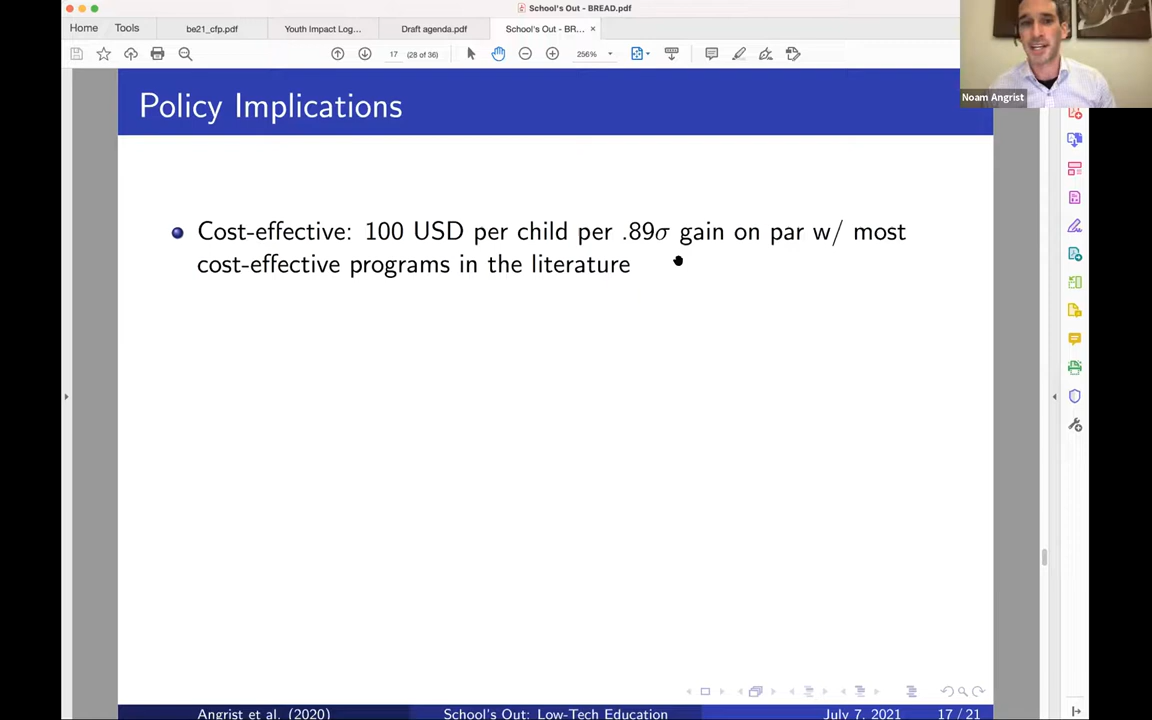 School's Out - BREAD.pdf
Home
Tools
be21_cfp.pdf
Youth Impact Log...
Draft agenda.pdf
School's Out - BR...
17 (28 of 36)
256%
Noam Angrist
Policy Implications
Cost-effective: 100 USD per child per .89σ gain on par w/ most
cost-effective programs in the literature
Angrist et al. (2020)
School's Out: Low-Tech Education
July 7, 2021
17 / 21